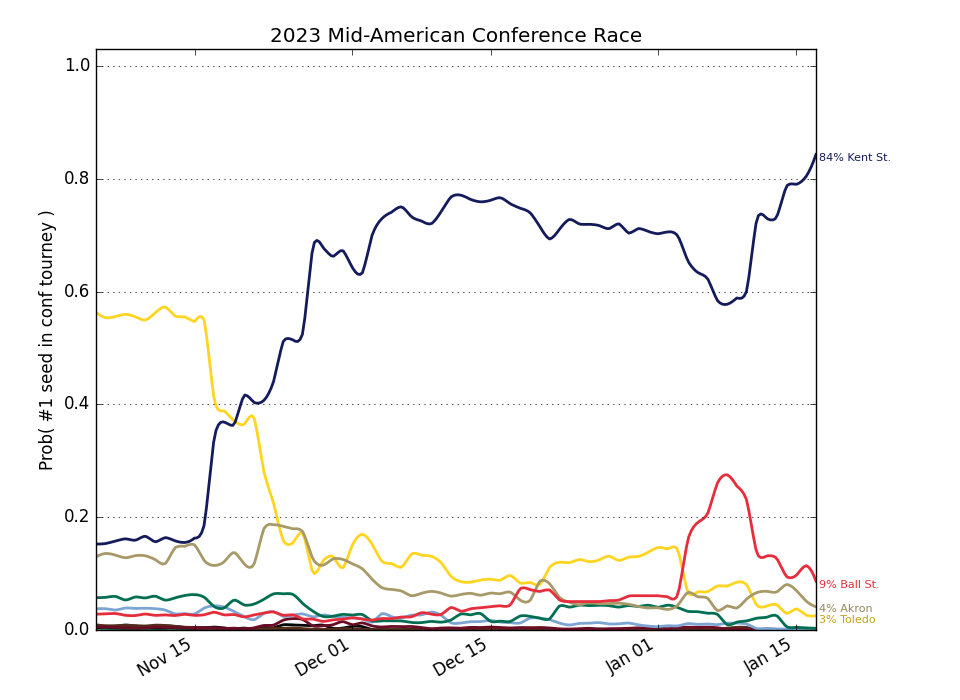 2023 Mid-American Conference Race
Prob( #1 seed in conf tourney )
1.0
0.8
0.6
0.4
0.2
0.0
84% Kent St.
9% Ball St.
4% Akron
3% Toledo
Nov 15
Dec 01
Dec 15
Jan 01
Jan 15